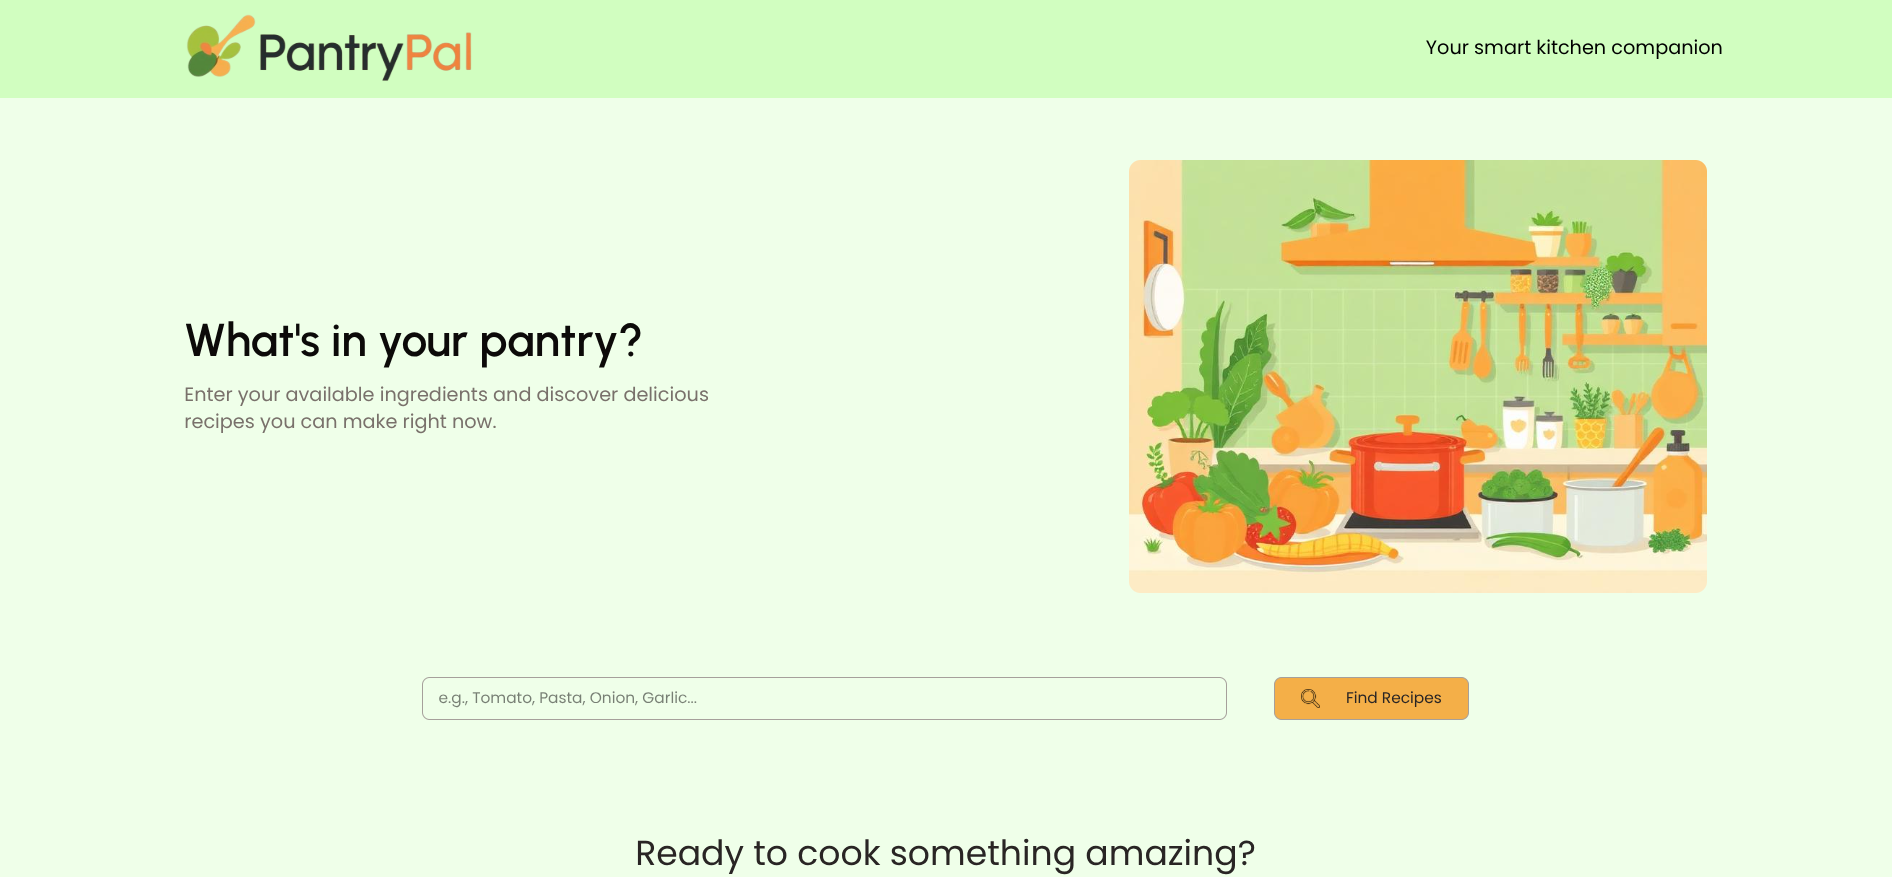 PantryPal
Your smart kitchen companion
What's in your pantry?
Enter your available ingredients and discover delicious
recipes you can make right now.
e.g., Tomato, Pasta, Onion, Garlic...
Find Recipes
Ready to cook something amazing?